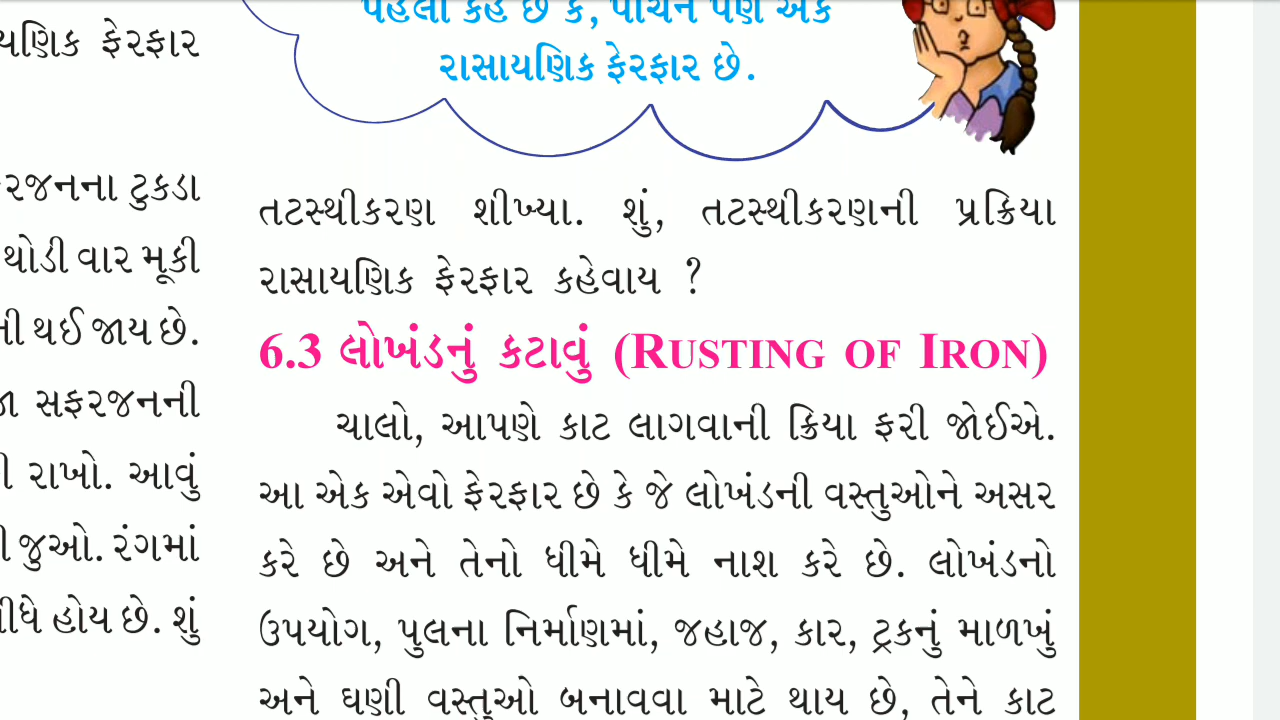 ફેરફાર
સફરજનના ટુકડા
થોડી વાર મૂકી
થઈ જાય છે.
સફરજનની
રાખો. આવું
જુઓ. રંગમાં
હોય છે. શું
રાસાયણિક ફેરફાર છે.
તટસ્થીકરણ શીખ્યા. શું, તટસ્થીકરણની પ્રક્રિયા
રાસાયણિક ફેરફાર કહેવાય ?
6.3 લોખંડનું કટાવું (RUSTING OF IRON)
ચાલો, આપણે કાટ લાગવાની ક્રિયા ફરી જોઈએ.
આ એક એવો ફેરફાર છે કે જે લોખંડની વસ્તુઓને અસર
કરે છે અને તેનો ધીમે ધીમે નાશ કરે છે. લોખંડનો
ઉપયોગ, પુલના નિર્માણમાં, જહાજ, કાર, ટ્રકનું માળખું
અને ઘણી વસ્તુઓ બનાવવા માટે થાય છે, તેને કાટ